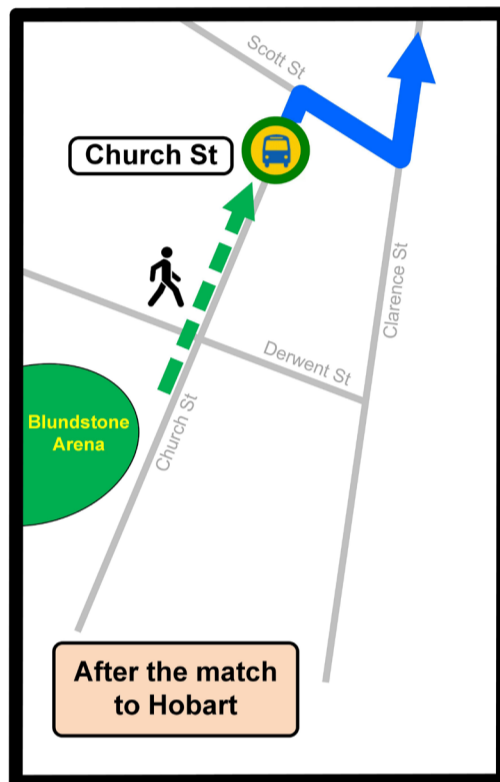 Scott St
Church St
Clarence St
Derwent St
Church St
Blundstone
Arena
After the match
to Hobart